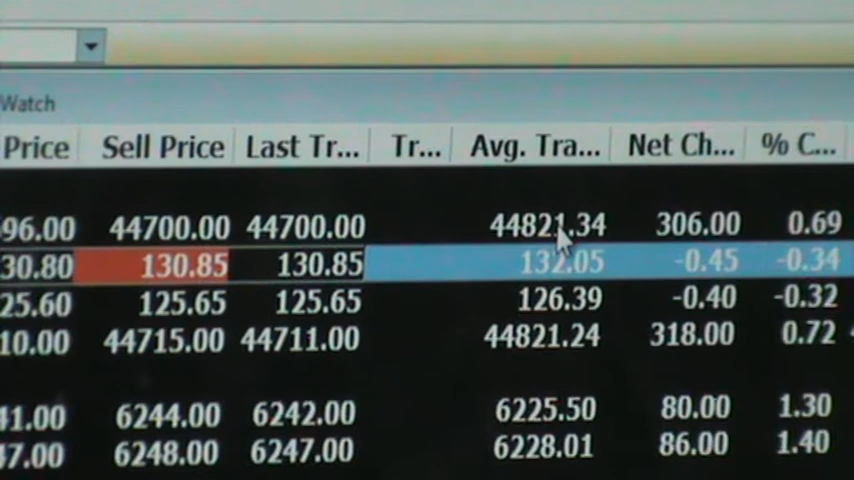 Watch
Price Sell Price Last Tr... Tr... Avg. Tra... Net Ch... % C...
96.00 44700.00 44700.00 44821.34 306.00 0.69
30.80 130.85 130.85 132.05 -0.45 -0.34
25.60 125.65 125.65 126.39 -0.40 -0.32
10.00 44715.00 44711.00 44821.24 318.00 0.72
41.00 6244.00 6242.00 6225.50 80.00 1.30
47.00 6248.00 6247.00 6228.01 86.00 1.40